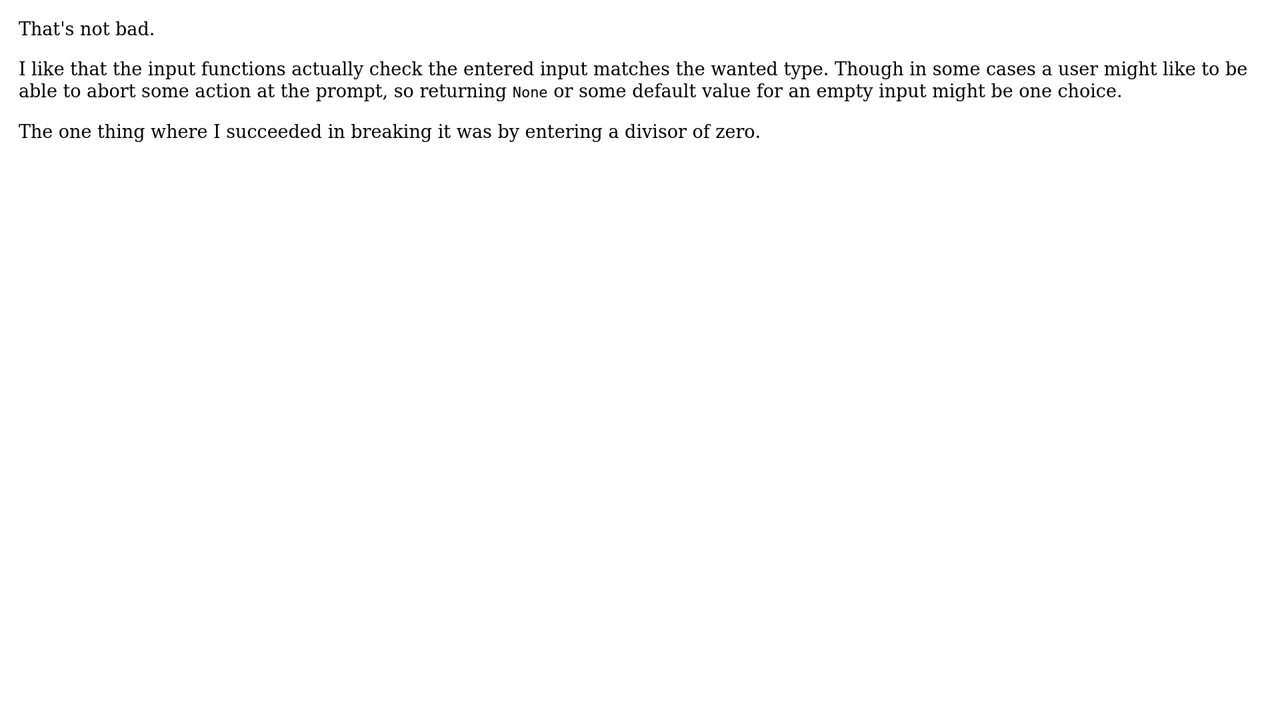 That's not bad.
I like that the input functions actually check the entered input matches the wanted type. Though in some cases a user might like to be
able to abort some action at the prompt, so returning None or some default value for an empty input might be one choice.
The one thing where I succeeded in breaking it was by entering a divisor of zero.